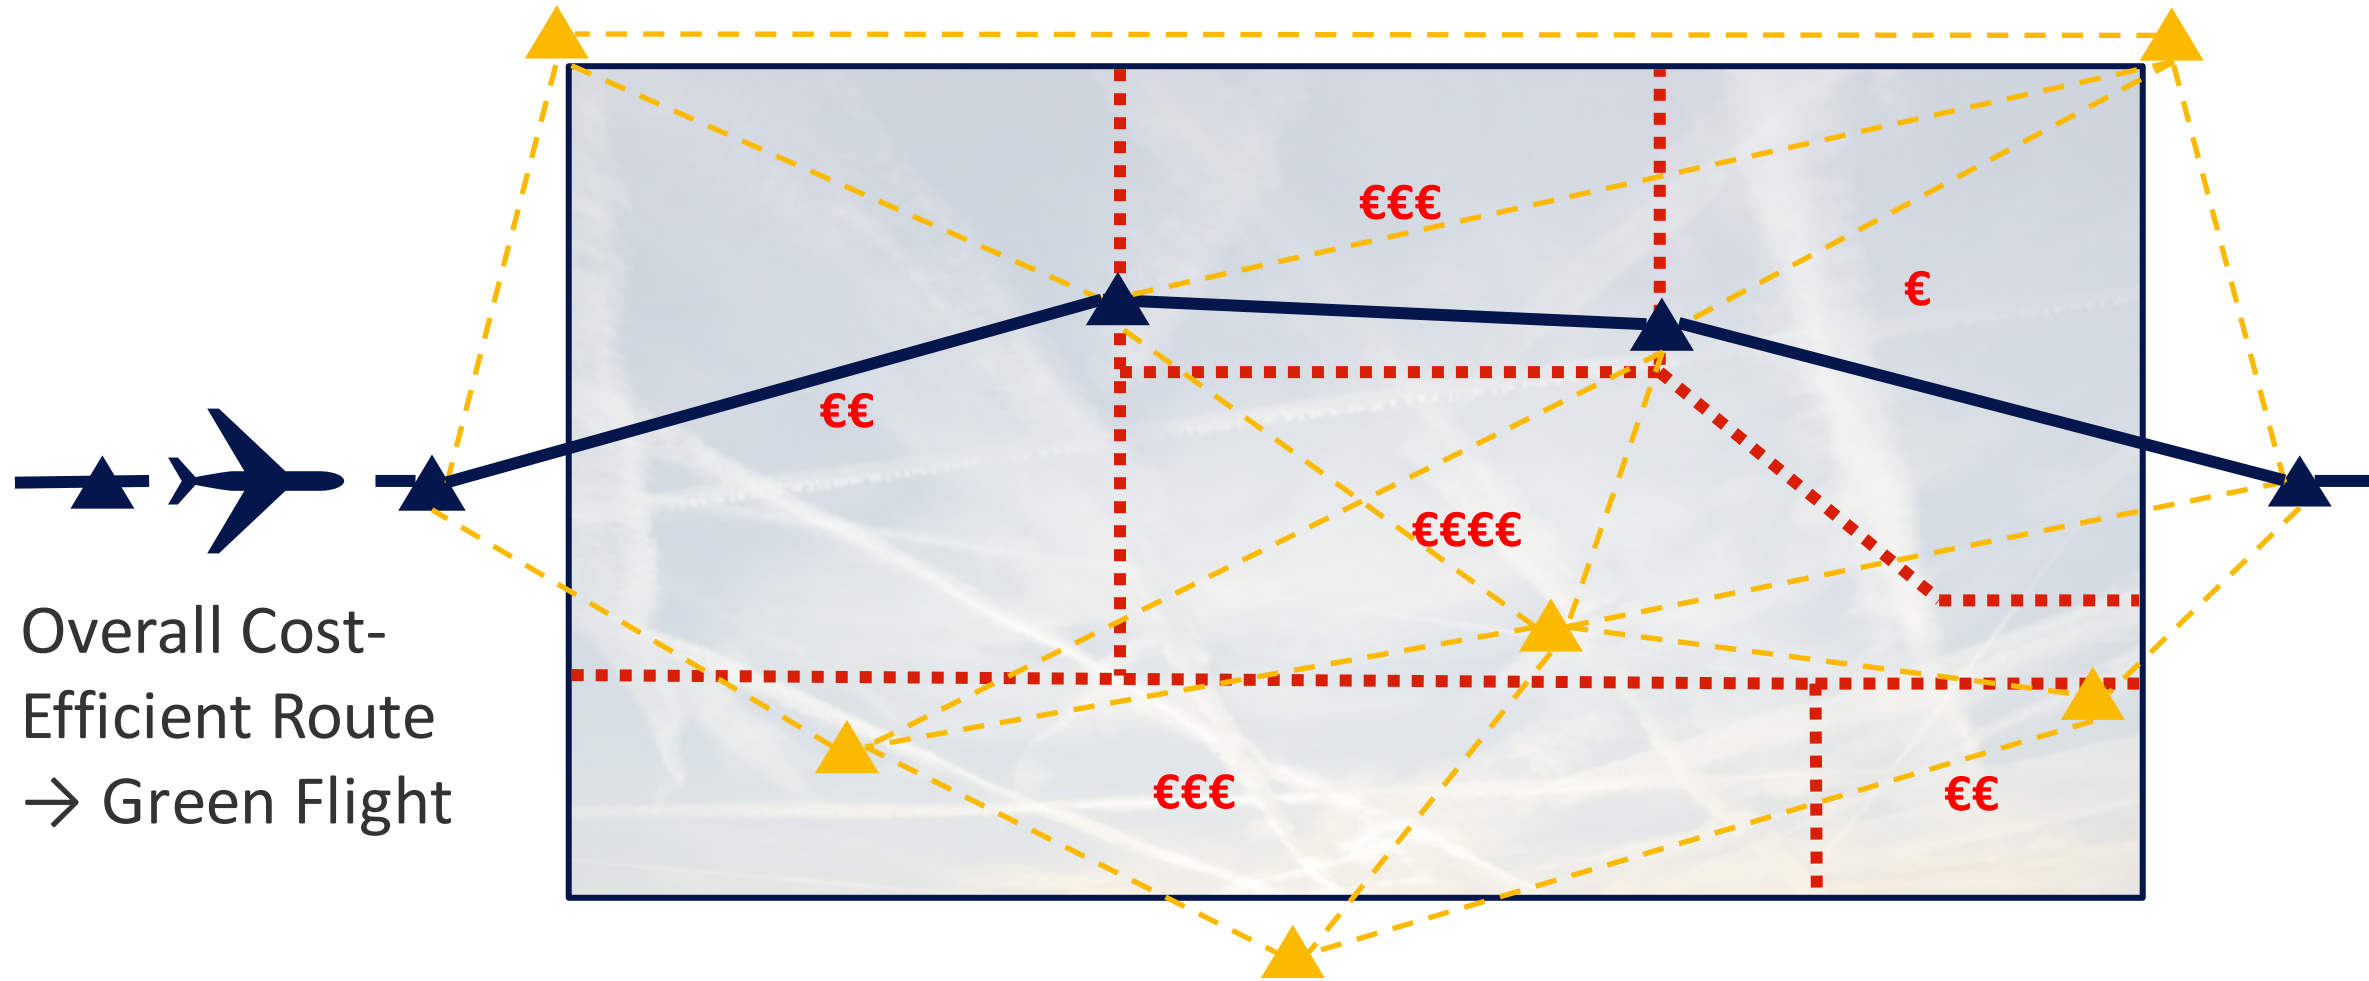 €€€
€
€€
€€€€
Overall Cost-
Efficient Route
→ Green Flight
€€€
€€